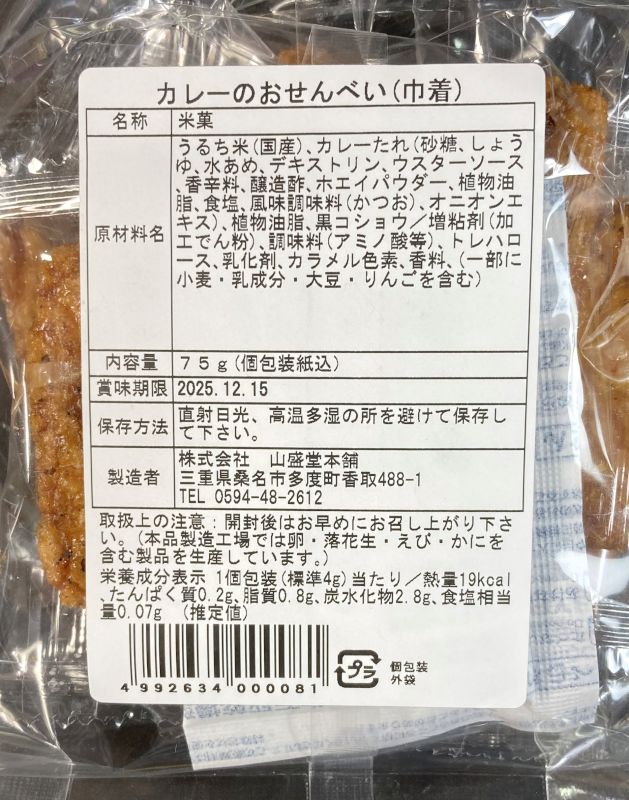 カレーのおせんべい(巾着)
名称 米菓
原材料名
うるち米(国産)、カレーたれ(砂糖、しょう
ゆ、水あめ、デキストリン、ウスターソース
、香辛料、醸造酢、ホエイパウダー、植物油
脂、食塩、風味調味料(かつお)、オニオンエ
キス)、植物油脂、黒コショウ/増粘剤(加
工でん粉)、調味料(アミノ酸等)、トレハロ
ース、乳化剤、カラメル色素、香料、(一部に
小麦・乳成分・大豆・りんごを含む)
内容量 75g(個包装紙込)
賞味期限 2025.12.15
保存方法
直射日光、高温多湿の所を避けて保存し
て下さい。
製造者
株式会社 山盛堂本舗
三重県桑名市多度町香取488-1
TEL 0594-48-2612
取扱上の注意:開封後はお早めにお召し上がり下さ
い。(本品製造工場では卵・落花生・えび・かにを
含む製品を生産しています。)
栄養成分表示 1個包装(標準4g)当たり/熱量19kcal
、たんぱく質0.2g、脂質0.8g、炭水化物2.8g、食塩相当
量0.07g (推定値)
4 992634 000081
プラ
個包装
外袋